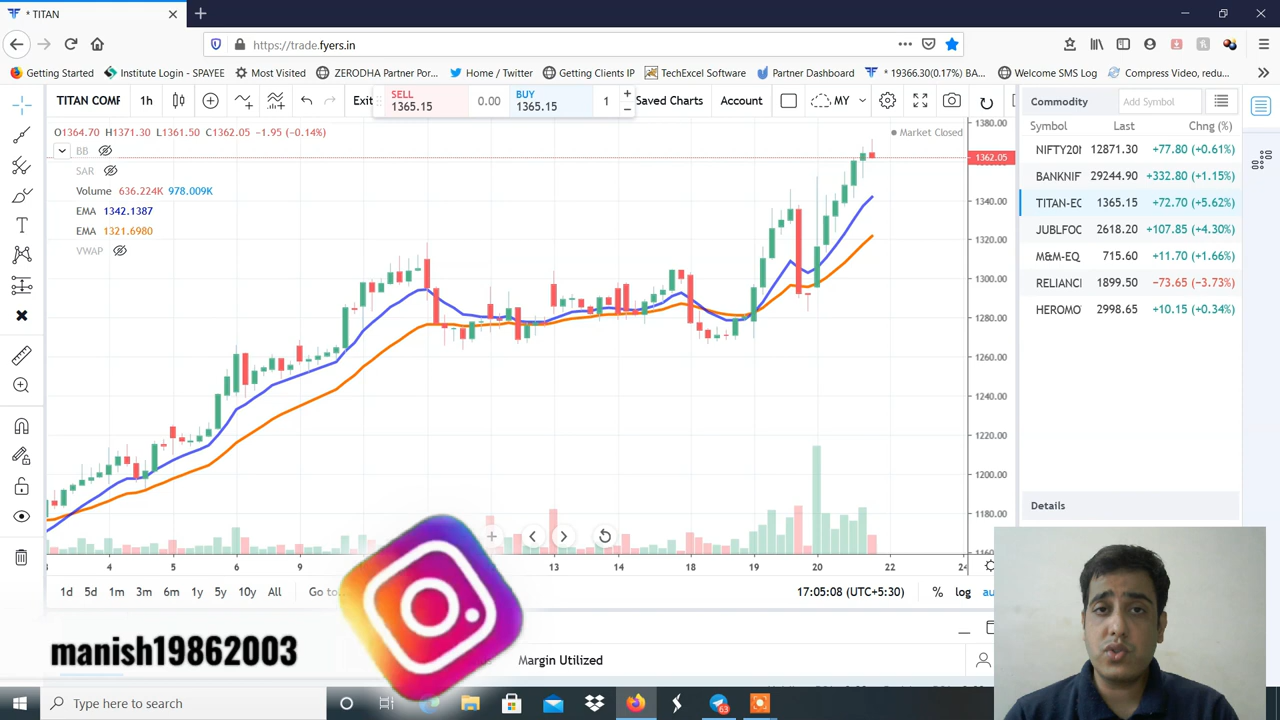 * TITAN
https://trade.fyers.in
Getting Started
Institute Login - SPAYEE
Most Visited
ZERODHA Partner Por...
Home / Twitter
Getting Clients IP
TechExcel Software
Partner Dashboard
* 19366.30(0.17%) BA...
Welcome SMS Log
Compress Video, redu...
TITAN COMP
1h
Exit
SELL
1365.15
0.00
BUY
1365.15
1
Saved Charts
Account
MY
Commodity
Add Symbol
O1364.70 H1371.30 L1361.50 C1362.05 -1.95 (-0.14%)
Market Closed
BB
SAR
Volume 636.224K 978.009K
EMA 1342.1387
EMA 1321.6980
VWAP
1380.00
1362.05
1340.00
1320.00
1300.00
1280.00
1260.00
1240.00
1220.00
1200.00
1180.00
Symbol Last Chng (%)
12871.30 +77.80 (+0.61%)
BANKNIF 29244.90 +332.80 (+1.15%)
TITAN-EC 1365.15 +72.70 (+5.62%)
JUBLFOC 2618.20 +107.85 (+4.30%)
M&M-EQ 715.60 +11.70 (+1.66%)
RELIANCI 1899.50 −73.65 (−3.73%)
HEROMO 2998.65 +10.15 (+0.34%)
Details
4 5 6 9 13 14 18 19 20 22
1d 5d 1m 3m 6m 1y 5y 10y All
Go to...
17:05:08 (UTC+5:30)
% log
manish19862003
Margin Utilized
Type here to search
63